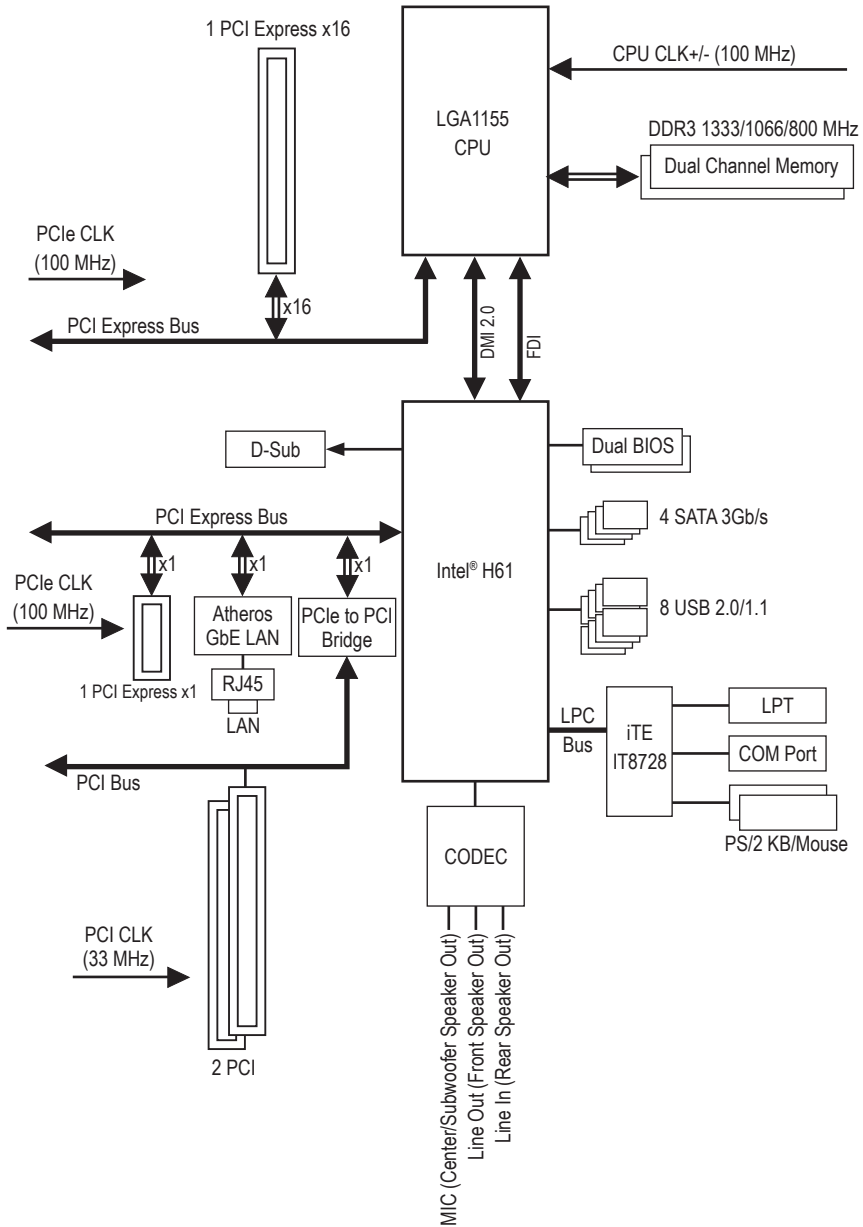 1 PCI Express x16
CPU CLK+/- (100 MHz)
LGA1155
CPU
DDR3 1333/1066/800 MHz
Dual Channel Memory
PCIe CLK
(100 MHz)
x16
PCI Express Bus
DMI 2.0
FDI
D-Sub
Dual BIOS
4 SATA 3Gb/s
PCI Express Bus
x1
x1
x1
Intel® H61
PCIe CLK
(100 MHz)
Atheros
GbE LAN
PCIe to PCI
Bridge
8 USB 2.0/1.1
1 PCI Express x1
RJ45
LAN
LPC
Bus
iTE
IT8728
LPT
COM Port
PS/2 KB/Mouse
PCI Bus
CODEC
PCI CLK
(33 MHz)
2 PCI
MIC (Center/Subwoofer Speaker Out)
Line Out (Front Speaker Out)
Line In (Rear Speaker Out)